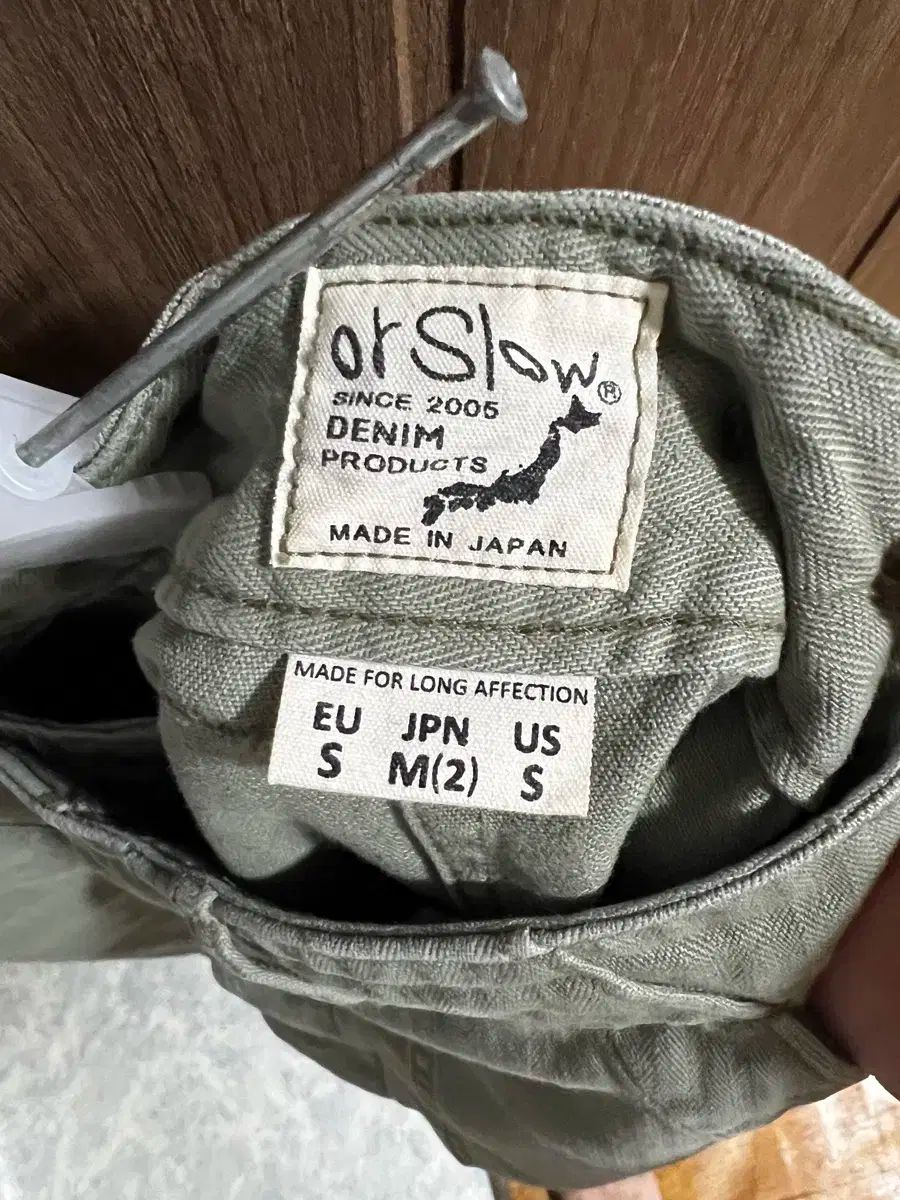 orSlow®
SINCE 2005
DENIM
PRODUCTS
MADE IN JAPAN
MADE FOR LONG AFFECTION
EU JPN US
S M(2) S